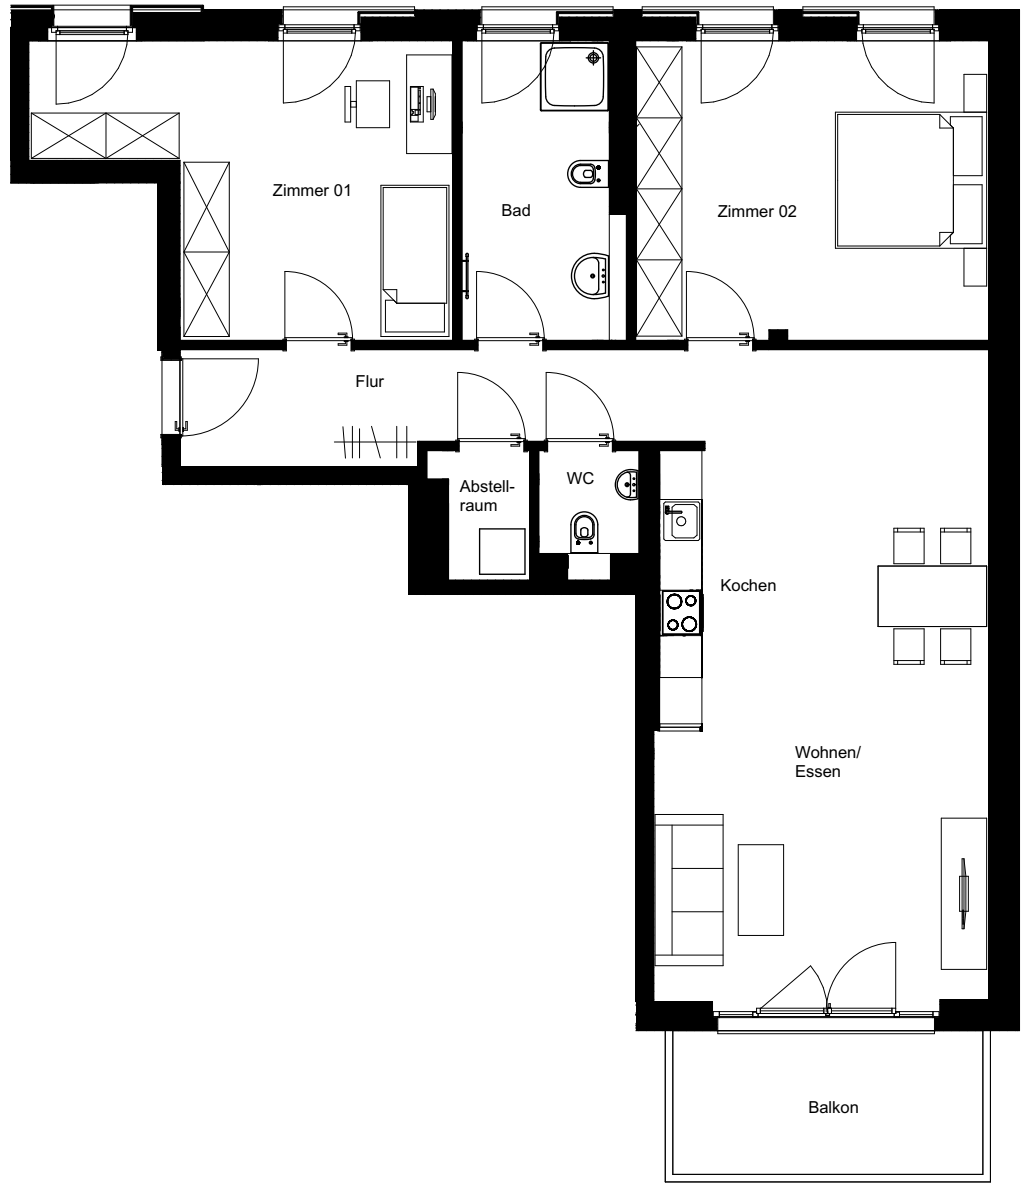 Zimmer 01
Bad
Zimmer 02
Flur
Abstell-
raum
WC
Kochen
Wohnen/
Essen
Balkon